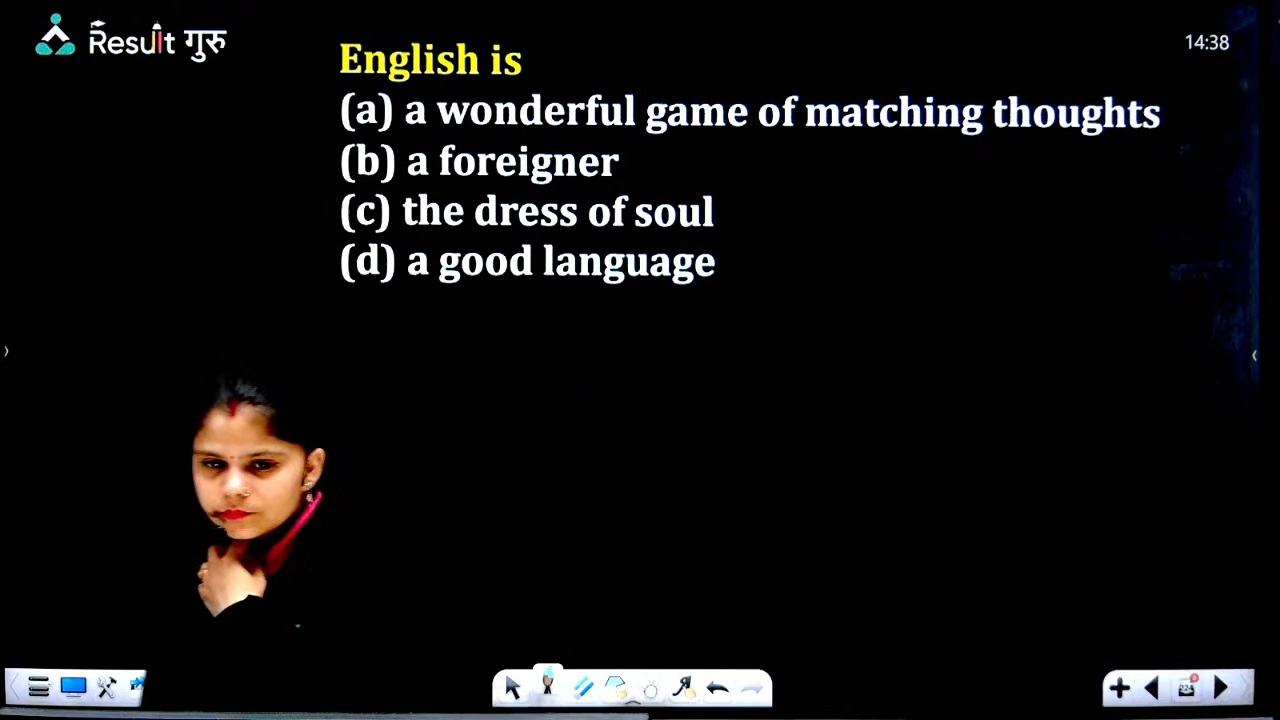 Result गुरु
14:38
English is
(a) a wonderful game of matching thoughts
(b) a foreigner
(c) the dress of soul
(d) a good language